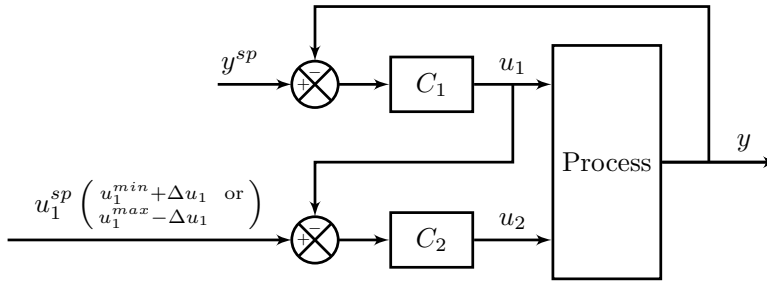 y^{sp}
−
+
C_1
u_1
Process
y
u_1^{sp} ( u_1^{min}+Δu_1 or
u_1^{max}−Δu_1 )
−
+
C_2
u_2